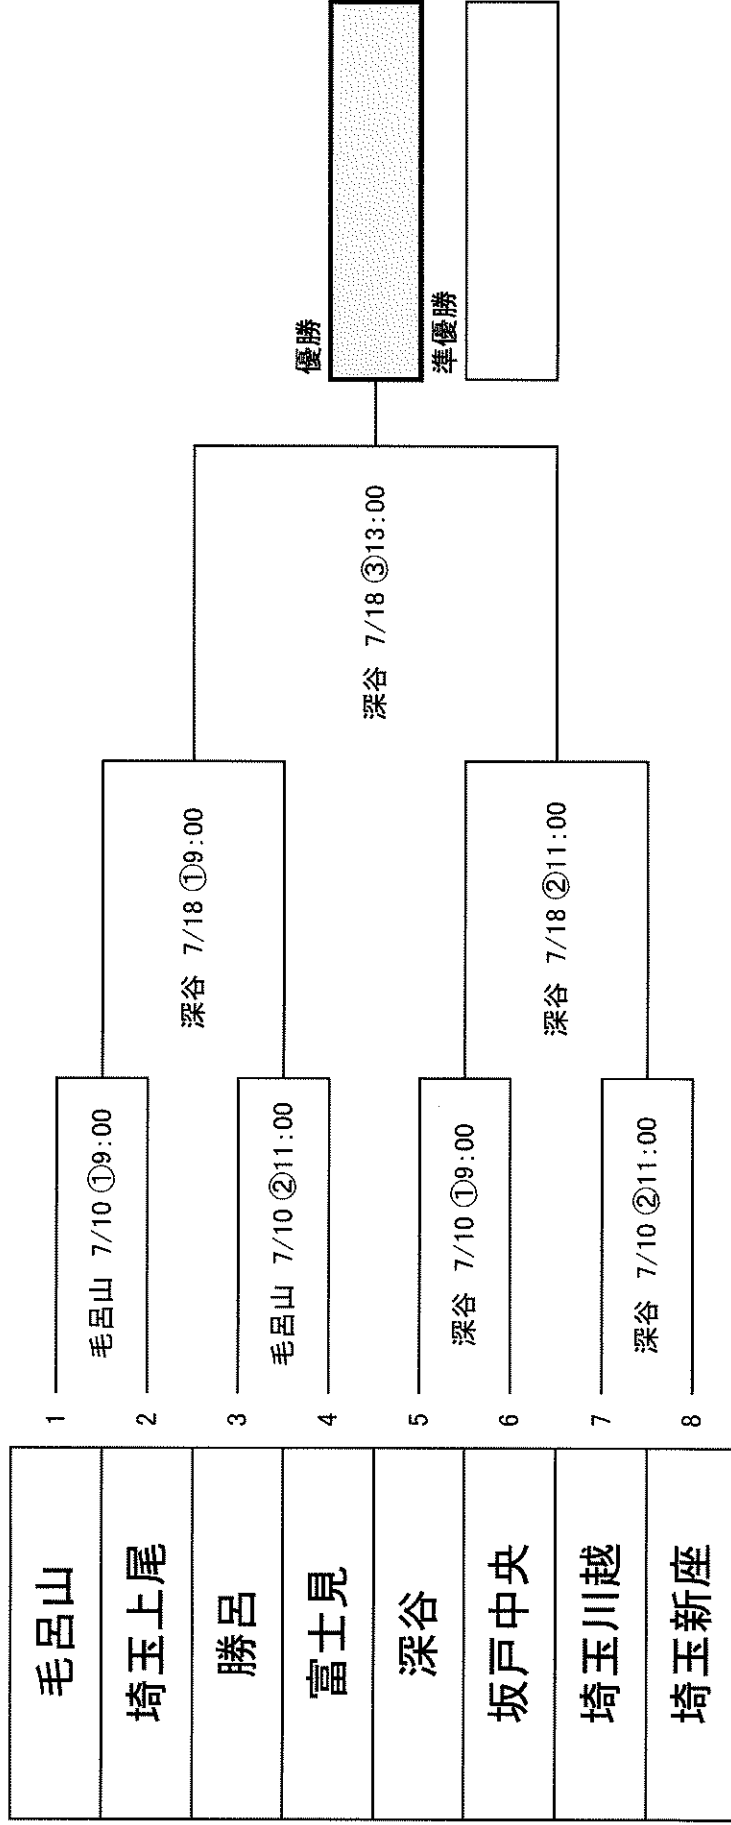 毛呂山
1
埼玉上尾
2
勝呂
3
富士見
4
深谷
5
坂戸中央
6
埼玉川越
7
埼玉新座
8
毛呂山 7/10 ①9:00
毛呂山 7/10 ②11:00
深谷 7/10 ①9:00
深谷 7/10 ②11:00
深谷 7/18 ①9:00
深谷 7/18 ②11:00
深谷 7/18 ③13:00
優勝
準優勝